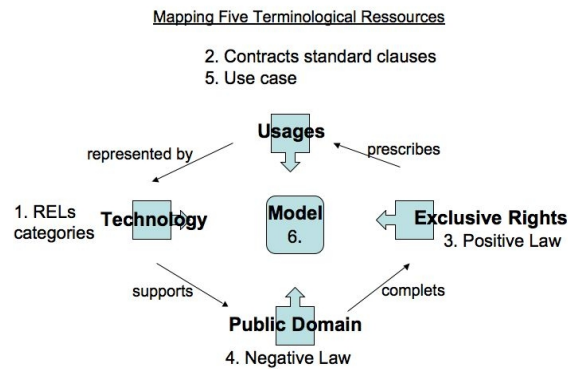 Mapping Five Terminological Ressources
2. Contracts standard clauses
5. Use case
Usages
represented by
prescribes
1. RELs
categories
Technology
Model
6.
Exclusive Rights
3. Positive Law
supports
complets
Public Domain
4. Negative Law